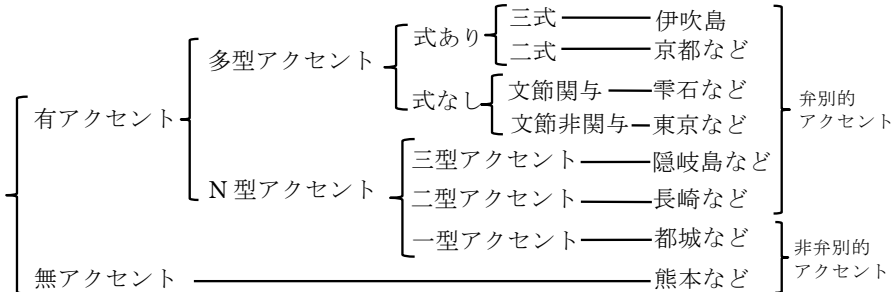 三式 伊吹島
式あり
二式 京都など
多型アクセント
文節関与 雫石など
式なし
弁別的
アクセント
有アクセント
文節非関与 東京など
三型アクセント 隠岐島など
N 型アクセント
二型アクセント 長崎など
一型アクセント 都城など
非弁別的
アクセント
無アクセント 熊本など